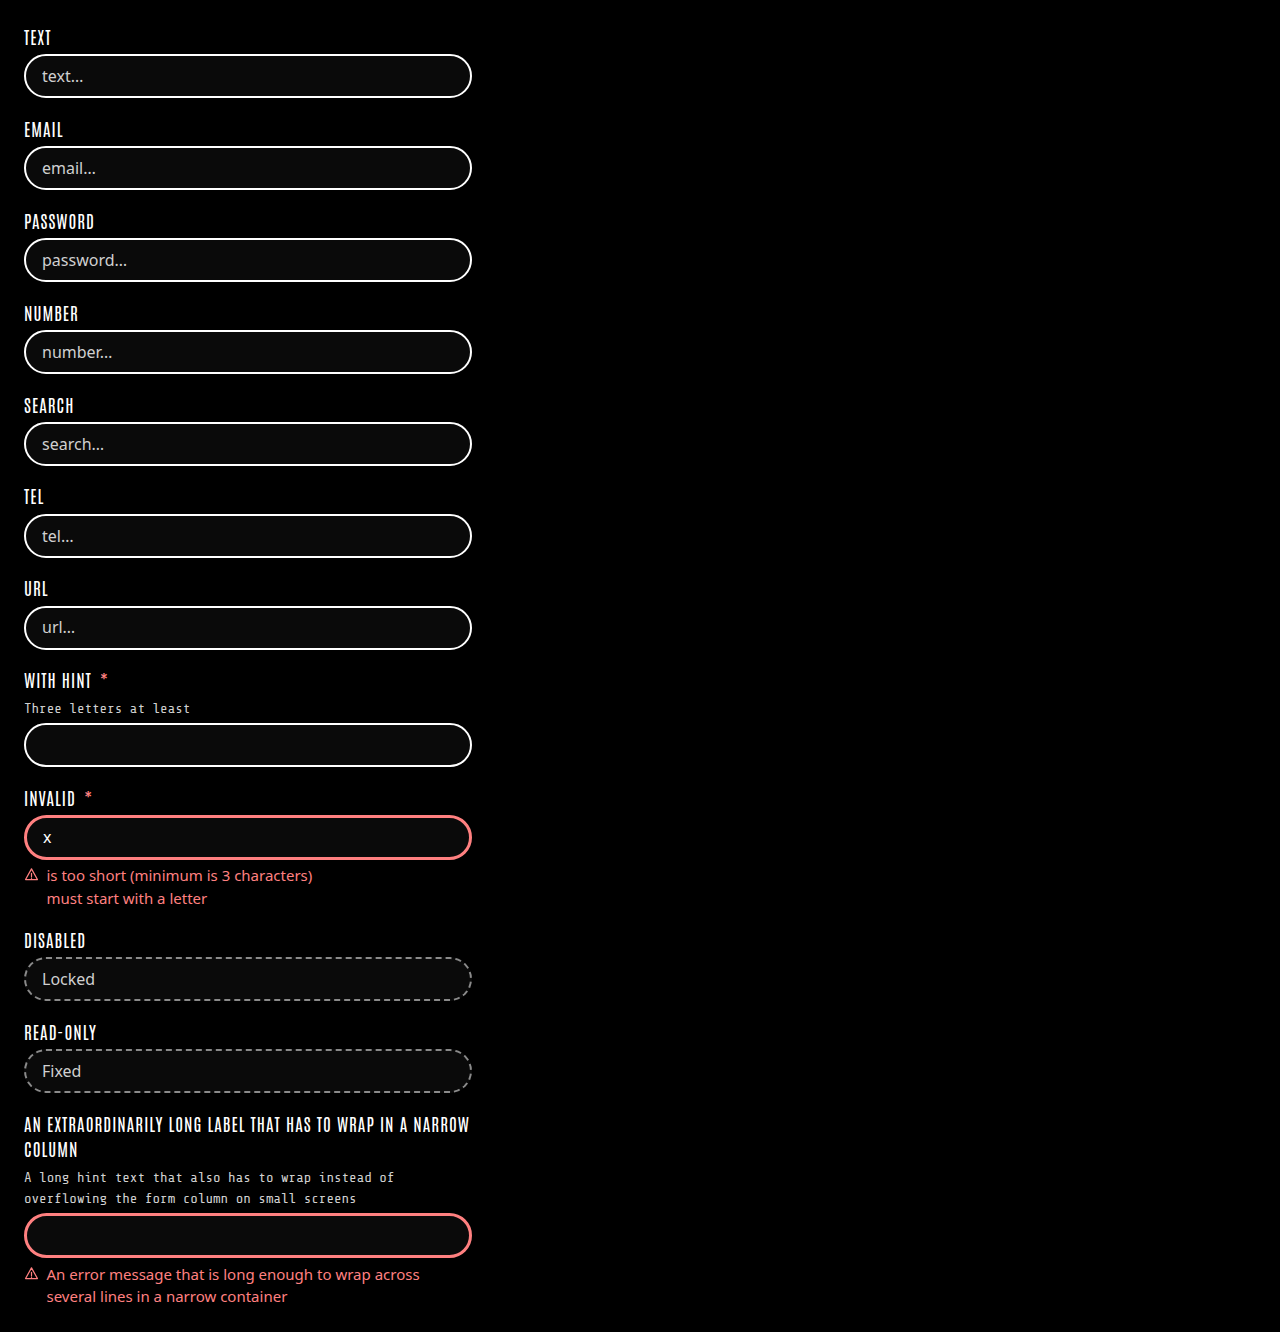 TEXT
text...
EMAIL
email...
PASSWORD
password...
NUMBER
number...
SEARCH
search...
TEL
tel...
URL
url...
WITH HINT *
Three letters at least
INVALID *
x
is too short (minimum is 3 characters)
must start with a letter
DISABLED
Locked
READ-ONLY
Fixed
AN EXTRAORDINARILY LONG LABEL THAT HAS TO WRAP IN A NARROW
COLUMN
A long hint text that also has to wrap instead of
overflowing the form column on small screens
An error message that is long enough to wrap across
several lines in a narrow container